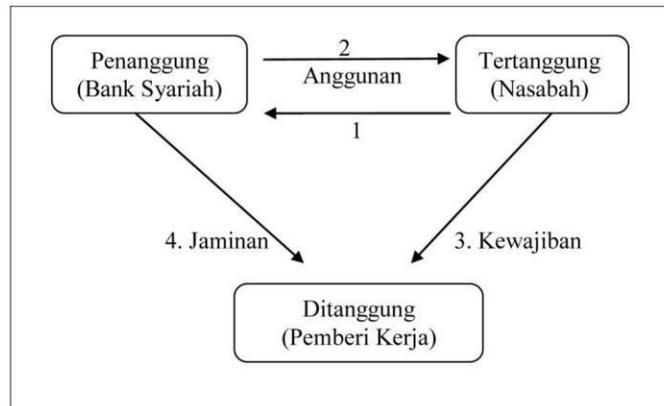 Penanggung
(Bank Syariah)
2
Anggunan
Tertanggung
(Nasabah)
1
4. Jaminan
3. Kewajiban
Ditanggung
(Pemberi Kerja)